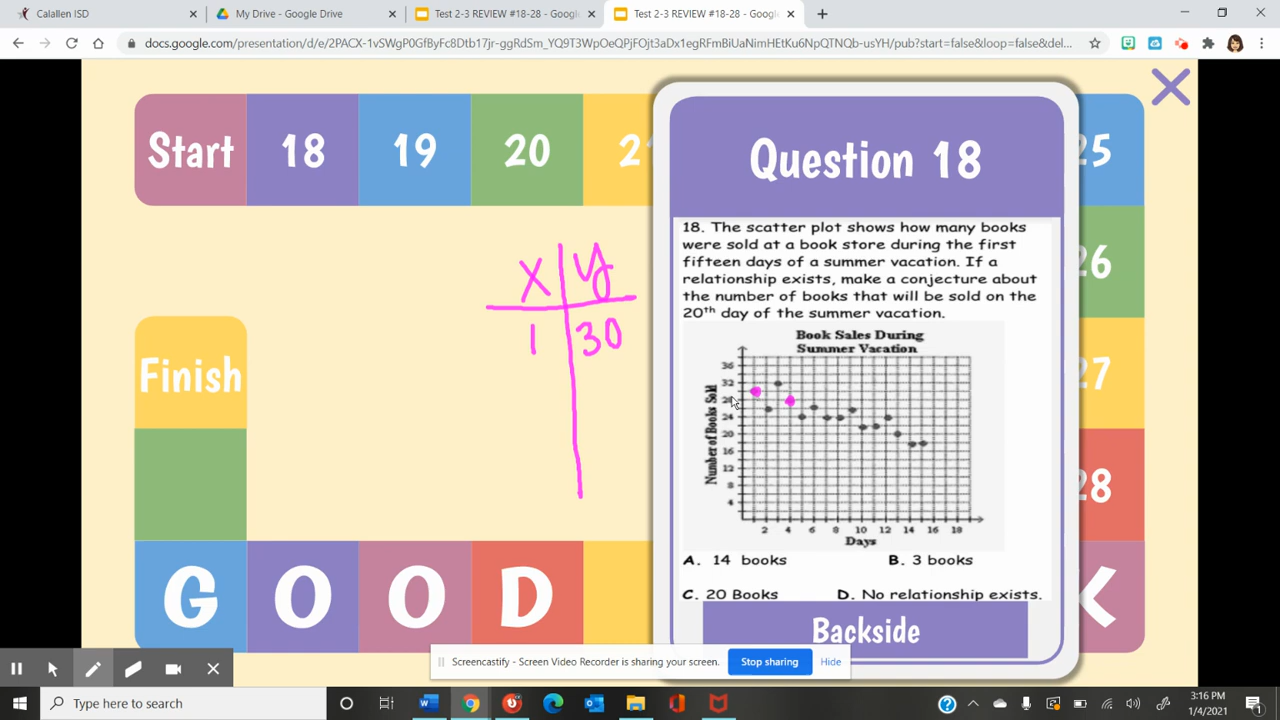 Calallen ISD
My Drive - Google Drive
Test 2-3 REVIEW #18-28 - Googl
Test 2-3 REVIEW #18-28 - Googl
docs.google.com/presentation/d/e/2PACX-1vSWgP0GfByFcfDtb17jr-ggRdSm_YQ9T3WpOeQPjFOjt3aDx1egRFmBiUaNimHEtKu6NpQTNQb-usYH/pub?start=false&loop=false&del...
Start
18
19
20
2
25
Question 18
18. The scatter plot shows how many books
were sold at a book store during the first
fifteen days of a summer vacation. If a
relationship exists, make a conjecture about
the number of books that will be sold on the
20th day of the summer vacation.
X y
1 30
26
Finish
27
28
Book Sales During
Summer Vacation
Number of Books Sold
36
32
28
24
20
16
12
8
4
2 4 6 8 10 12 14 16 18
Days
A. 14 books
B. 3 books
C. 20 Books
D. No relationship exists.
Backside
G O O D
K
Screencastify - Screen Video Recorder is sharing your screen.
Stop sharing
Hide
Type here to search
3:16 PM
1/4/2021